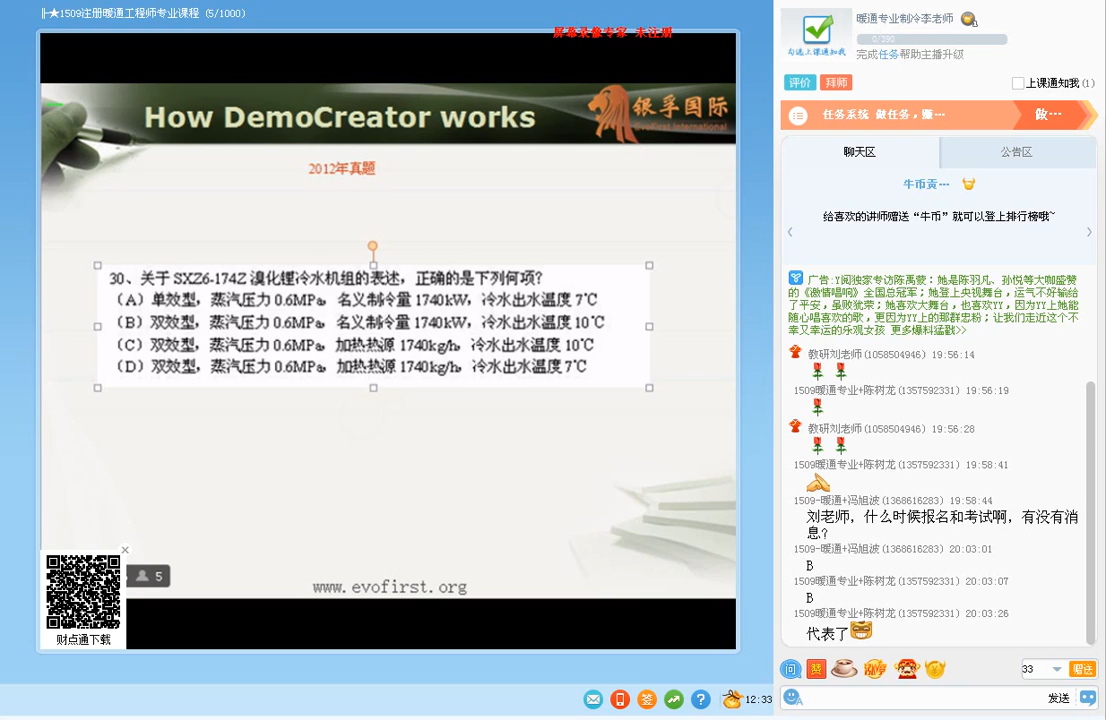 ╟★1509注册暖通工程师专业课程 (5/1000)
屏幕录像专家 未注册
How DemoCreator works
银孚国际
EvoFirst International
2012年真题
30、关于 SXZ6-174Z 溴化锂冷水机组的表述，正确的是下列何项?
（A）单效型，蒸汽压力 0.6MPa，名义制冷量 1740kW，冷水出水温度 7℃
（B）双效型，蒸汽压力 0.6MPa，名义制冷量 1740kW，冷水出水温度 10℃
（C）双效型，蒸汽压力 0.6MPa，加热热源 1740kg/h，冷水出水温度 10℃
（D）双效型，蒸汽压力 0.6MPa，加热热源 1740kg/h，冷水出水温度 7℃
www.evofirst.org
5
财点通下载
12:33
暖通专业制冷李老师
0/390
完成任务帮助主播升级
勾选上课通知我
评价 拜师
上课通知我 (1)
任务系统 做任务，赚… 做…
聊天区 公告区
牛币贡…
给喜欢的讲师赠送“牛币”就可以登上排行榜哦~
广告:Y闻独家专访陈禹蒙：她是陈羽凡、孙悦等大咖盛赞
的《激情唱响》全国总冠军；她登上央视舞台，运气不好输给
了平安，虽败犹荣；她喜欢大舞台，也喜欢YY，因为YY上她能
随心唱喜欢的歌，更因为YY上的那群忠粉；让我们走近这个不
幸又幸运的乐观女孩 更多爆料猛戳>>
教研刘老师(1058504946) 19:56:14
1509暖通专业+陈树龙(1357592331) 19:56:19
教研刘老师(1058504946) 19:56:28
1509暖通专业+陈树龙(1357592331) 19:58:41
1509-暖通+冯旭波(1368616283) 19:58:44
刘老师，什么时候报名和考试啊，有没有消
息?
1509-暖通+冯旭波(1368616283) 20:03:01
B
1509暖通专业+陈树龙(1357592331) 20:03:07
B
1509暖通专业+陈树龙(1357592331) 20:03:26
代表了
问 赞
33 赠送
发送